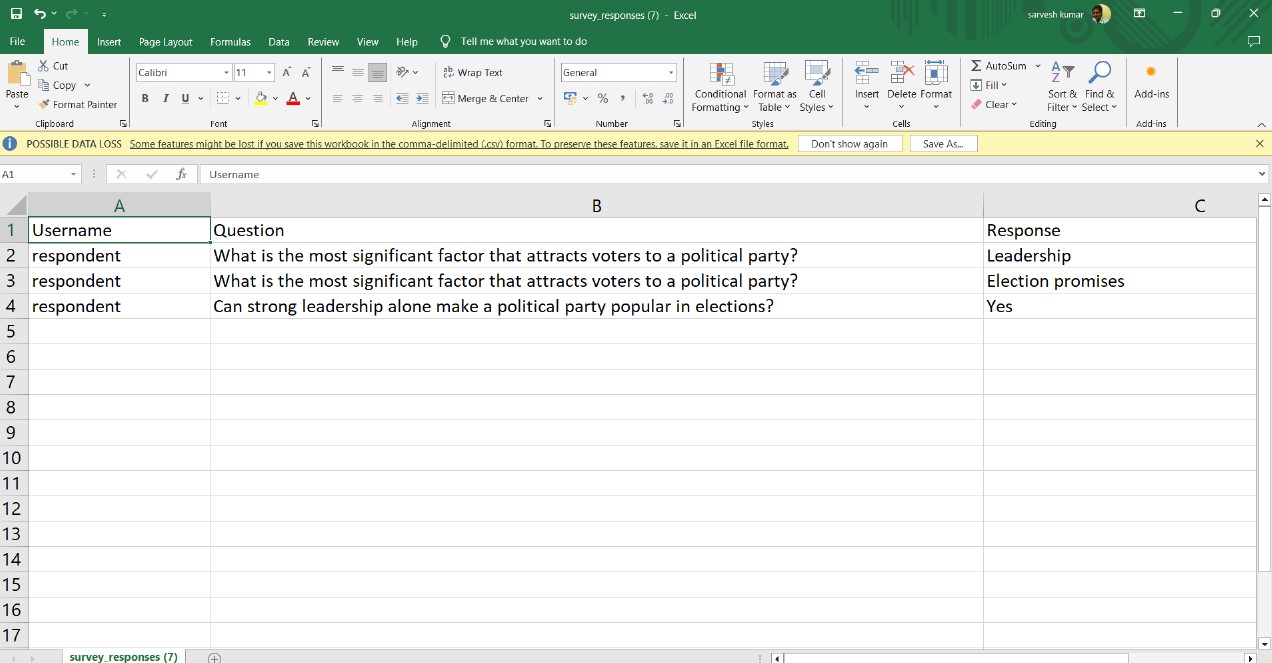 survey_responses (7) - Excel
sarvesh kumar
File Home Insert Page Layout Formulas Data Review View Help Tell me what you want to do
Paste
Cut
Copy
Format Painter
Clipboard
Calibri 11 A A
B I U A
Font
Wrap Text
Merge & Center
Alignment
General
% ,
Number
Conditional Formatting
Format as Table
Cell Styles
Styles
Insert Delete Format
Cells
AutoSum
Fill
Clear
Sort & Filter
Find & Select
Editing
Add-ins
Add-ins
POSSIBLE DATA LOSS Some features might be lost if you save this workbook in the comma-delimited (.csv) format. To preserve these features, save it in an Excel file format. Don't show again Save As...
A1 fx Username
A B C
1 Username Question Response
2 respondent What is the most significant factor that attracts voters to a political party? Leadership
3 respondent What is the most significant factor that attracts voters to a political party? Election promises
4 respondent Can strong leadership alone make a political party popular in elections? Yes
5
6
7
8
9
10
11
12
13
14
15
16
17
survey_responses (7)